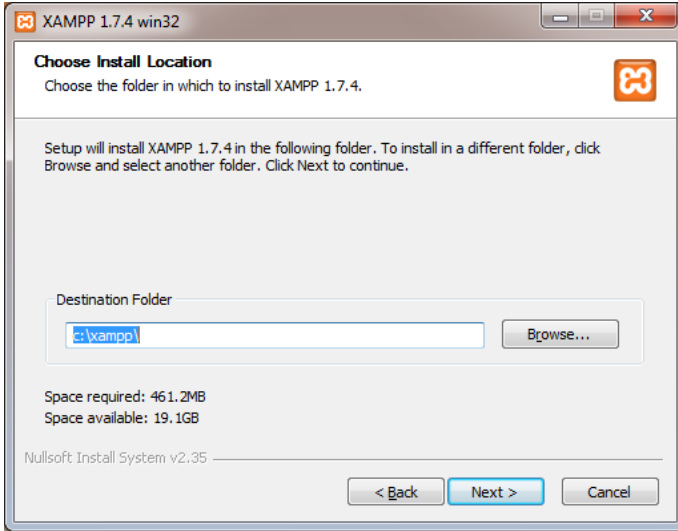 XAMPP 1.7.4 win32
Choose Install Location
Choose the folder in which to install XAMPP 1.7.4.
Setup will install XAMPP 1.7.4 in the following folder. To install in a different folder, click
Browse and select another folder. Click Next to continue.
Destination Folder
c:\xampp\
Browse...
Space required: 461.2MB
Space available: 19.1GB
Nullsoft Install System v2.35
< Back
Next >
Cancel